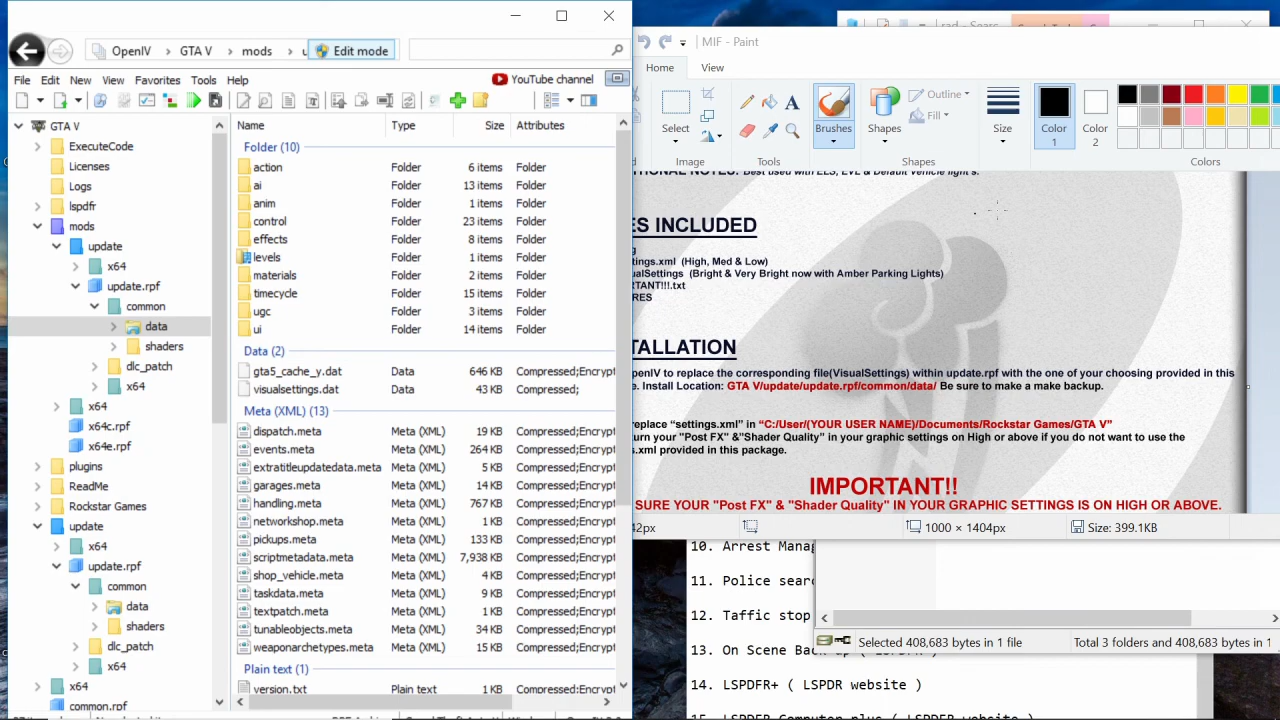 OpenIV GTA V mods Edit mode
File Edit New View Favorites Tools Help YouTube channel
GTA V
ExecuteCode
Licenses
Logs
lspdfr
mods
update
x64
update.rpf
common
data
shaders
dlc_patch
x64
x64
x64c.rpf
x64e.rpf
plugins
ReadMe
Rockstar Games
update
x64
update.rpf
common
data
shaders
dlc_patch
x64
x64
common.rpf
Name Type Size Attributes
Folder (10)
action Folder 6 items
ai Folder 13 items
anim Folder 1 items
control Folder 23 items
effects Folder 8 items
levels Folder 1 items
materials Folder 2 items
timecycle Folder 15 items
ugc Folder 3 items
ui Folder 14 items
Data (2)
gta5_cache_y.dat Data 646 KB Compressed;Encrypt
visualsettings.dat Data 43 KB Compressed;
Meta (XML) (13)
dispatch.meta Meta (XML) 19 KB Compressed;Encrypt
events.meta Meta (XML) 264 KB Compressed;Encrypt
extratitleupdatedata.meta Meta (XML) 5 KB Compressed;Encrypt
garages.meta Meta (XML) 14 KB Compressed;Encrypt
handling.meta Meta (XML) 767 KB Compressed;Encrypt
networkshop.meta Meta (XML) 1 KB Compressed;Encrypt
pickups.meta Meta (XML) 133 KB Compressed;Encrypt
scriptmetadata.meta Meta (XML) 7,938 KB Compressed;Encrypt
shop_vehicle.meta Meta (XML) 4 KB Compressed;Encrypt
taskdata.meta Meta (XML) 9 KB Compressed;Encrypt
textpatch.meta Meta (XML) 1 KB Compressed;Encrypt
tunableobjects.meta Meta (XML) 34 KB Compressed;Encrypt
weaponarchetypes.meta Meta (XML) 15 KB Compressed;Encrypt
Plain text (1)
version.txt Plain text 1 KB Compressed;Encrypt
MIF - Paint
Home View
Select
Brushes
Shapes
Outline
Fill
Size
Color 1
Color 2
Image Tools Shapes Colors
TIONAL NOTES: Best used with ELS, EVL & Default Vehicle light's.
ES INCLUDED
g
tings.xml (High, Med & Low)
ualSettings (Bright & Very Bright now with Amber Parking Lights)
RTANT!!!.txt
RES
TALLATION
OpenIV to replace the corresponding file(VisualSettings) within update.rpf with the one of your choosing provided in this
e. Install Location: GTA V/update/update.rpf/common/data/ Be sure to make a make backup.
replace “settings.xml” in “C:/User/(YOUR USER NAME)/Documents/Rockstar Games/GTA V”
urn your "Post FX" &"Shader Quality" in your graphic settings on High or above if you do not want to use the
s.xml provided in this package.
IMPORTANT!!
SURE YOUR "Post FX" & "Shader Quality" IN YOUR GRAPHIC SETTINGS IS ON HIGH OR ABOVE.
42px 1000 × 1404px Size: 399.1KB
10. Arrest Manag
11. Police sear
12. Taffic stop
13. On Scene Back
14. LSPDFR+ ( LSPDR website )
Selected 408,683 bytes in 1 file Total 3 folders and 408,683 bytes in 1